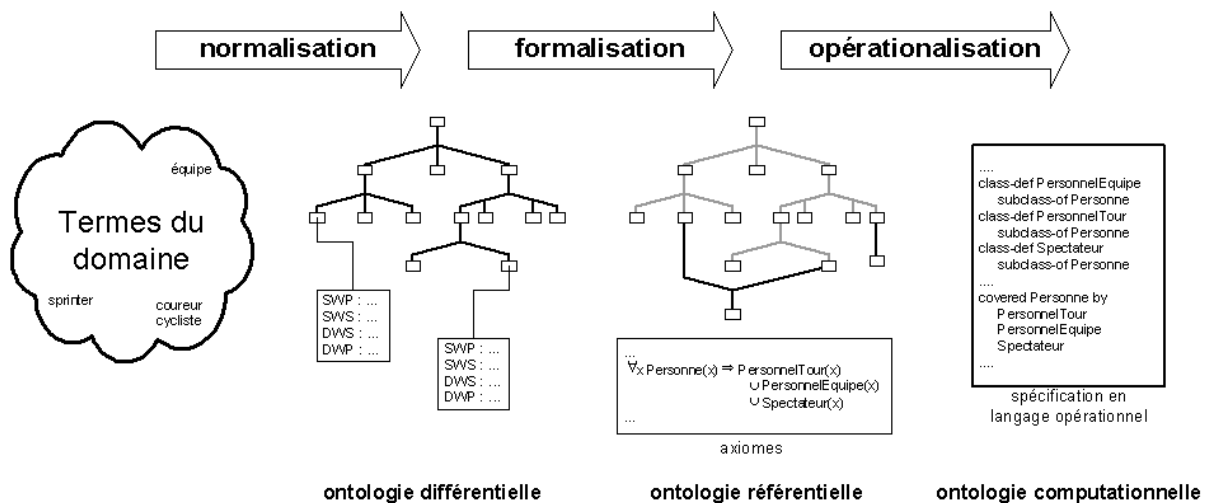 normalisation
formalisation
opérationalisation
équipe
Termes du
domaine
sprinter
coureur
cycliste
SWP : ...
SWS : ...
DWS : ...
DWP : ...
SWP : ...
SWS : ...
DWS : ...
DWP : ...
...
∀x Personne(x) ⇒ PersonnelTour(x)
∪ PersonnelEquipe(x)
∪ Spectateur(x)
...
axiomes
....
class-def PersonnelEquipe
subclass-of Personne
class-def PersonnelTour
subclass-of Personne
class-def Spectateur
subclass-of Personne
....
covered Personne by
PersonnelTour
PersonnelEquipe
Spectateur
....
spécification en
langage opérationnel
ontologie différentielle
ontologie référentielle
ontologie computationnelle